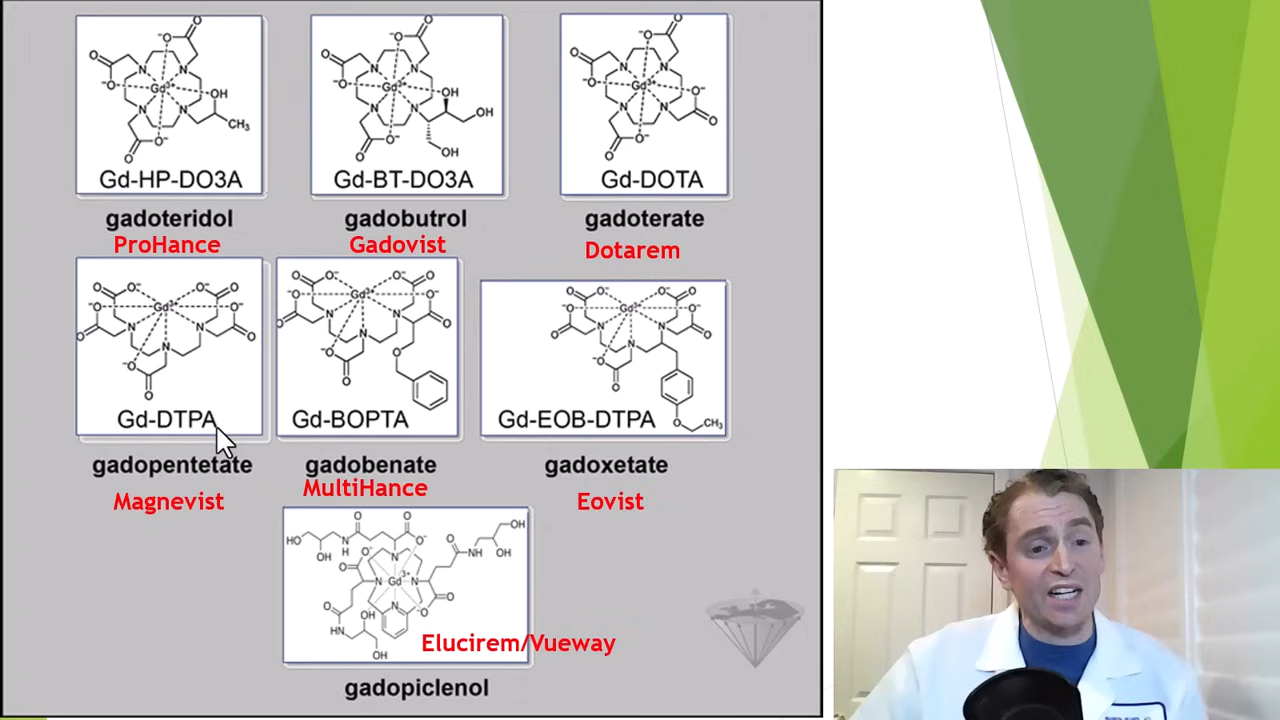 Gd-HP-DO3A
Gd-BT-DO3A
Gd-DOTA
gadoteridol
gadobutrol
gadoterate
ProHance
Gadovist
Dotarem
Gd-DTPA
Gd-BOPTA
Gd-EOB-DTPA
gadopentetate
gadobenate
gadoxetate
Magnevist
MultiHance
Eovist
Elucirem/Vueway
gadopiclenol